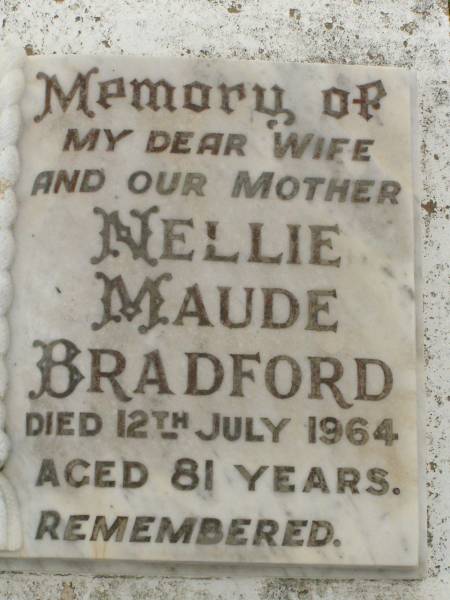 Memory of
MY DEAR WIFE
AND OUR MOTHER
NELLIE
MAUDE
BRADFORD
DIED 12TH JULY 1964
AGED 81 YEARS.
REMEMBERED.